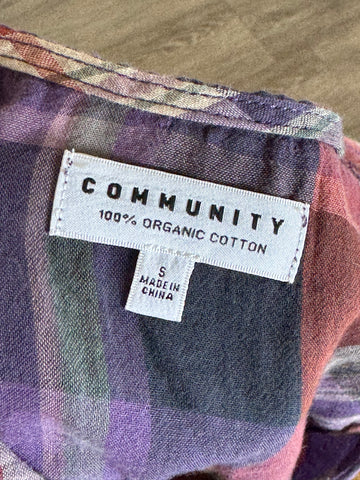 COMMUNITY
100% ORGANIC COTTON
S
MADE IN
CHINA